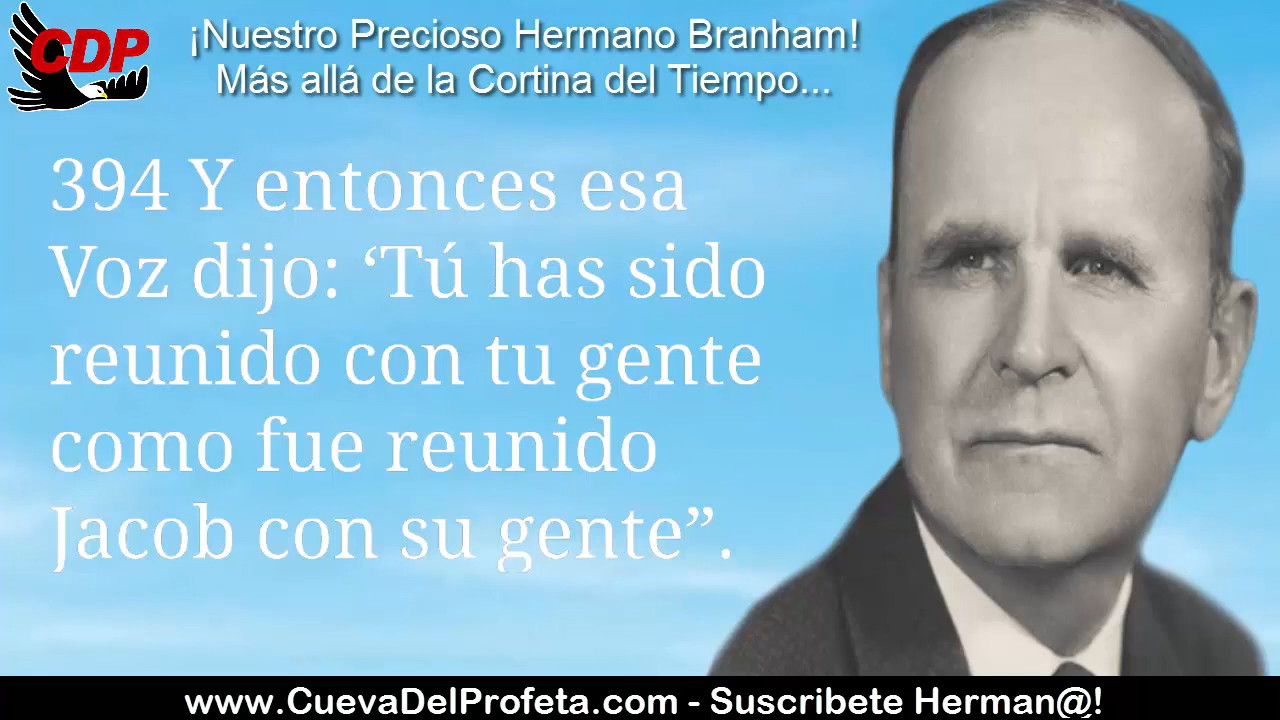 CDP
¡Nuestro Precioso Hermano Branham!
Más allá de la Cortina del Tiempo...
394 Y entonces esa
Voz dijo: ‘Tú has sido
reunido con tu gente
como fue reunido
Jacob con su gente”.
www.CuevaDelProfeta.com - Suscribete Herman@!